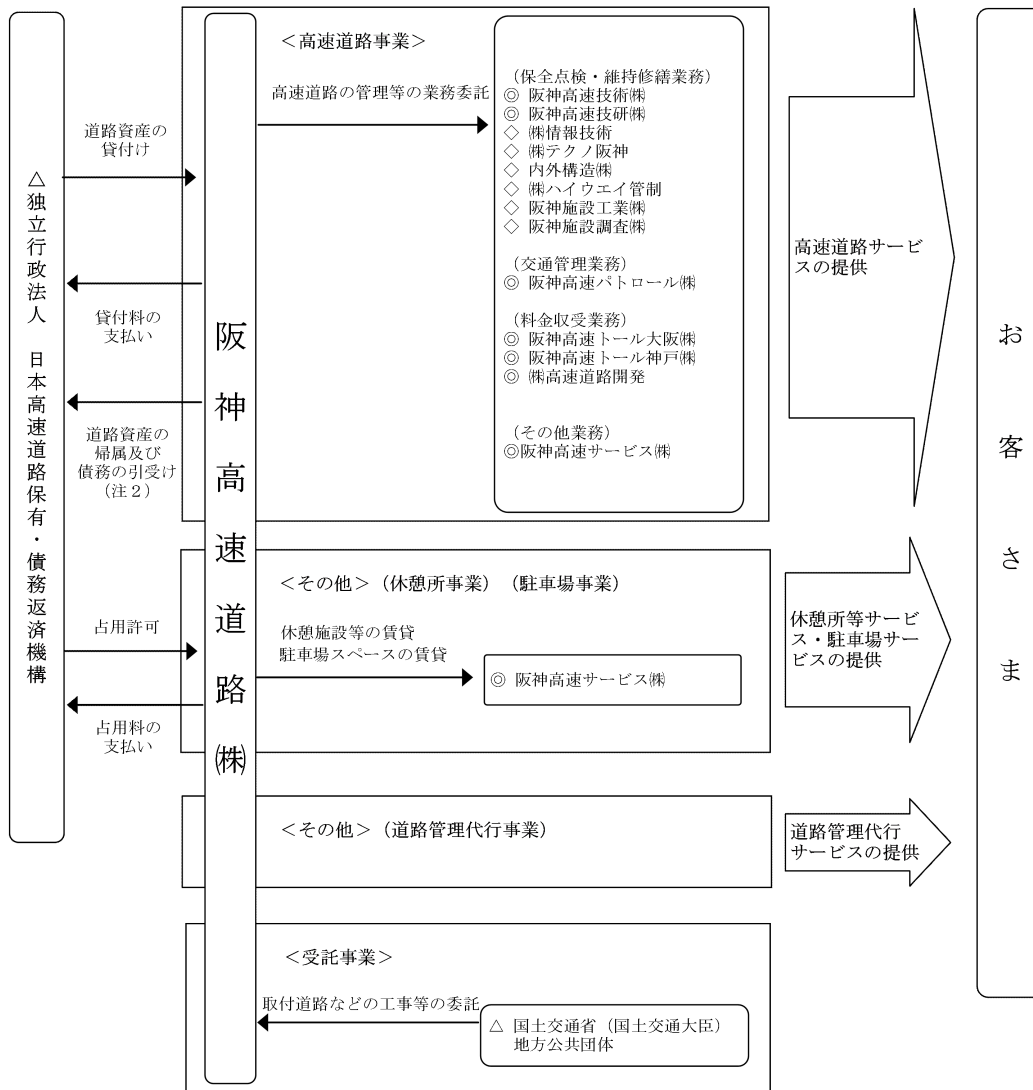 △独立行政法人 日本高速道路保有・債務返済機構
道路資産の
貸付け
貸付料の
支払い
道路資産の
帰属及び
債務の引受け
（注２）
占用許可
占用料の
支払い
阪神高速道路㈱
＜高速道路事業＞
高速道路の管理等の業務委託
（保全点検・維持修繕業務）
◎ 阪神高速技術㈱
◎ 阪神高速技研㈱
◇ ㈱情報技術
◇ ㈱テクノ阪神
◇ 内外構造㈱
◇ ㈱ハイウエイ管制
◇ 阪神施設工業㈱
◇ 阪神施設調査㈱
（交通管理業務）
◎ 阪神高速パトロール㈱
（料金収受業務）
◎ 阪神高速トール大阪㈱
◎ 阪神高速トール神戸㈱
◎ ㈱高速道路開発
（その他業務）
◎阪神高速サービス㈱
高速道路サービ
スの提供
＜その他＞（休憩所事業）（駐車場事業）
休憩施設等の賃貸
駐車場スペースの賃貸
◎ 阪神高速サービス㈱
休憩所等サービ
ス・駐車場サー
ビスの提供
＜その他＞（道路管理代行事業）
道路管理代行
サービスの提供
＜受託事業＞
取付道路などの工事等の委託
△ 国土交通省（国土交通大臣）
地方公共団体
お客さま